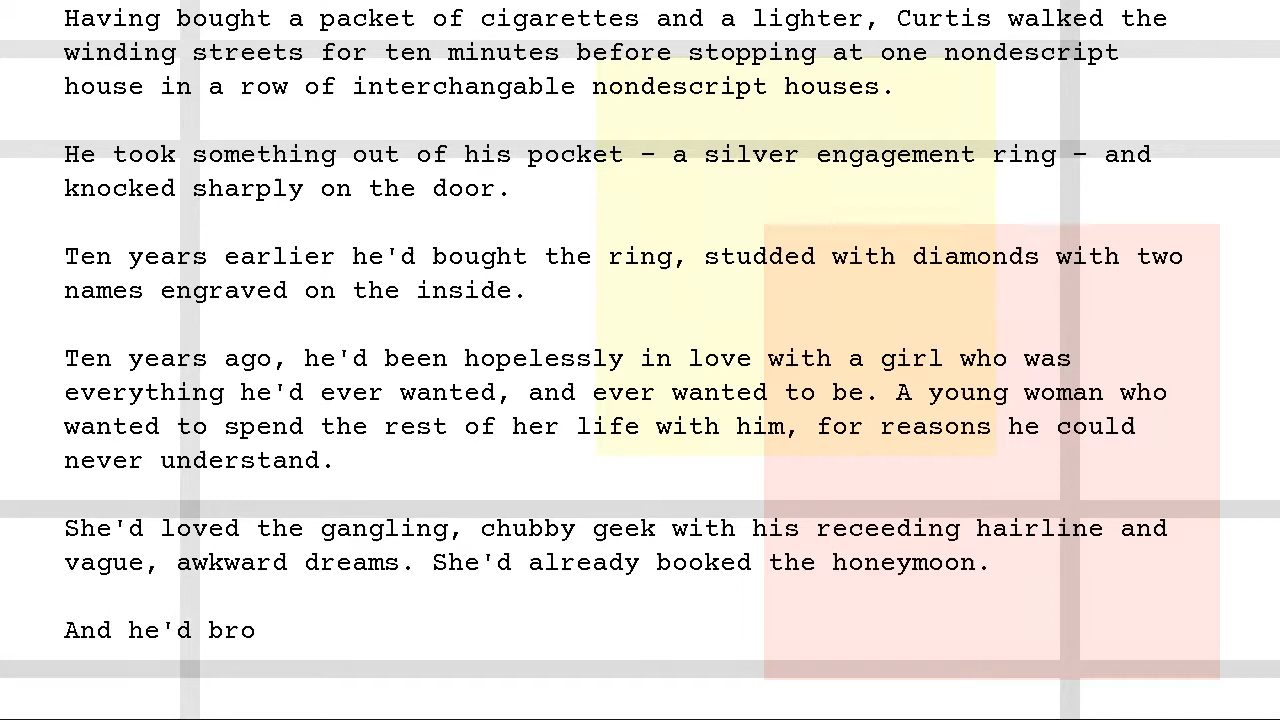 Having bought a packet of cigarettes and a lighter, Curtis walked the
winding streets for ten minutes before stopping at one nondescript
house in a row of interchangable nondescript houses.
He took something out of his pocket – a silver engagement ring – and
knocked sharply on the door.
Ten years earlier he'd bought the ring, studded with diamonds with two
names engraved on the inside.
Ten years ago, he'd been hopelessly in love with a girl who was
everything he'd ever wanted, and ever wanted to be. A young woman who
wanted to spend the rest of her life with him, for reasons he could
never understand.
She'd loved the gangling, chubby geek with his receeding hairline and
vague, awkward dreams. She'd already booked the honeymoon.
And he'd bro